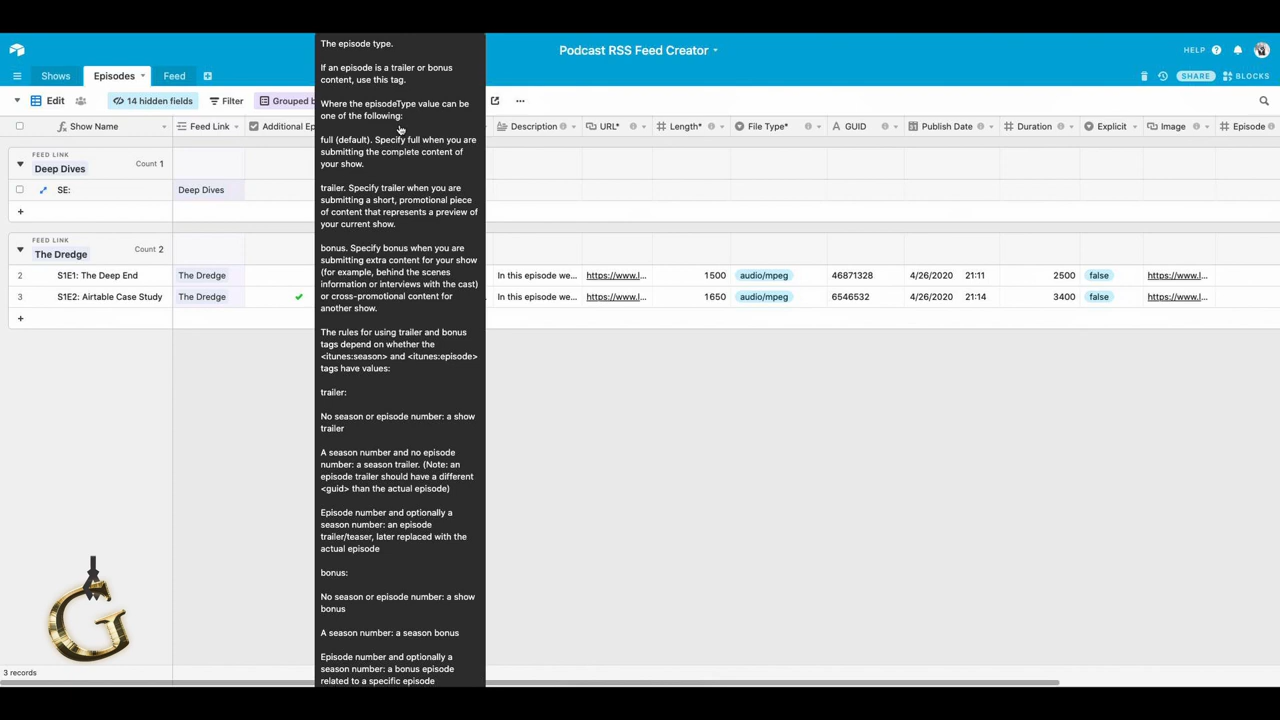 Podcast RSS Feed Creator
HELP
Shows
Episodes
Feed
SHARE
BLOCKS
Edit
14 hidden fields
Filter
Grouped b
Show Name
Feed Link
Additional Ep
Description
URL*
Length*
File Type*
GUID
Publish Date
Duration
Explicit
Image
Episode
The episode type.
If an episode is a trailer or bonus
content, use this tag.
Where the episodeType value can be
one of the following:
full (default). Specify full when you are
submitting the complete content of
your show.
trailer. Specify trailer when you are
submitting a short, promotional piece
of content that represents a preview of
your current show.
bonus. Specify bonus when you are
submitting extra content for your show
(for example, behind the scenes
information or interviews with the cast)
or cross-promotional content for
another show.
The rules for using trailer and bonus
tags depend on whether the
<itunes:season> and <itunes:episode>
tags have values:
trailer:
No season or episode number: a show
trailer
A season number and no episode
number: a season trailer. (Note: an
episode trailer should have a different
<guid> than the actual episode)
Episode number and optionally a
season number: an episode
trailer/teaser, later replaced with the
actual episode
bonus:
No season or episode number: a show
bonus
A season number: a season bonus
Episode number and optionally a
season number: a bonus episode
related to a specific episode
FEED LINK
Deep Dives
Count 1
SE:
Deep Dives
FEED LINK
The Dredge
Count 2
2 S1E1: The Deep End The Dredge In this episode we... https://www.l... 1500 audio/mpeg 46871328 4/26/2020 21:11 2500 false https://www.l...
3 S1E2: Airtable Case Study The Dredge In this episode we... https://www.l... 1650 audio/mpeg 6546532 4/26/2020 21:14 3400 false https://www.l...
G
3 records